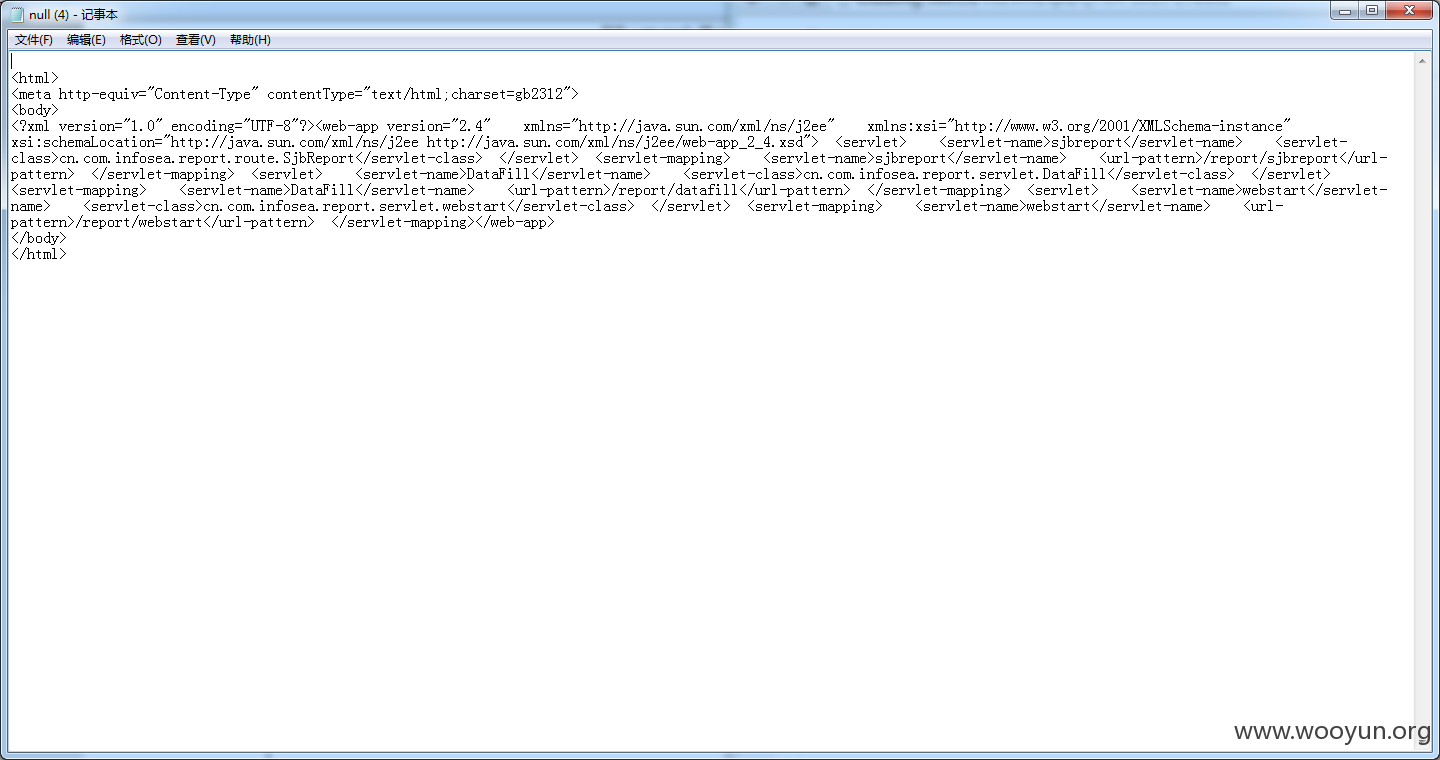 null (4) - 记事本
文件(F) 编辑(E) 格式(O) 查看(V) 帮助(H)
<html>
<meta http-equiv="Content-Type" contentType="text/html;charset=gb2312">
<body>
<?xml version="1.0" encoding="UTF-8"?><web-app version="2.4"    xmlns="http://java.sun.com/xml/ns/j2ee"    xmlns:xsi="http://www.w3.org/2001/XMLSchema-instance"
xsi:schemaLocation="http://java.sun.com/xml/ns/j2ee http://java.sun.com/xml/ns/j2ee/web-app_2_4.xsd">  <servlet>    <servlet-name>sjbreport</servlet-name>    <servlet-
class>cn.com.infosea.report.route.SjbReport</servlet-class>  </servlet>  <servlet-mapping>    <servlet-name>sjbreport</servlet-name>    <url-pattern>/report/sjbreport</url-
pattern>  </servlet-mapping>  <servlet>    <servlet-name>DataFill</servlet-name>    <servlet-class>cn.com.infosea.report.servlet.DataFill</servlet-class>  </servlet>
<servlet-mapping>    <servlet-name>DataFill</servlet-name>    <url-pattern>/report/datafill</url-pattern>  </servlet-mapping>  <servlet>    <servlet-name>webstart</servlet-
name>    <servlet-class>cn.com.infosea.report.servlet.webstart</servlet-class>  </servlet>  <servlet-mapping>    <servlet-name>webstart</servlet-name>    <url-
pattern>/report/webstart</url-pattern>  </servlet-mapping></web-app>
</body>
</html>
www.wooyun.org